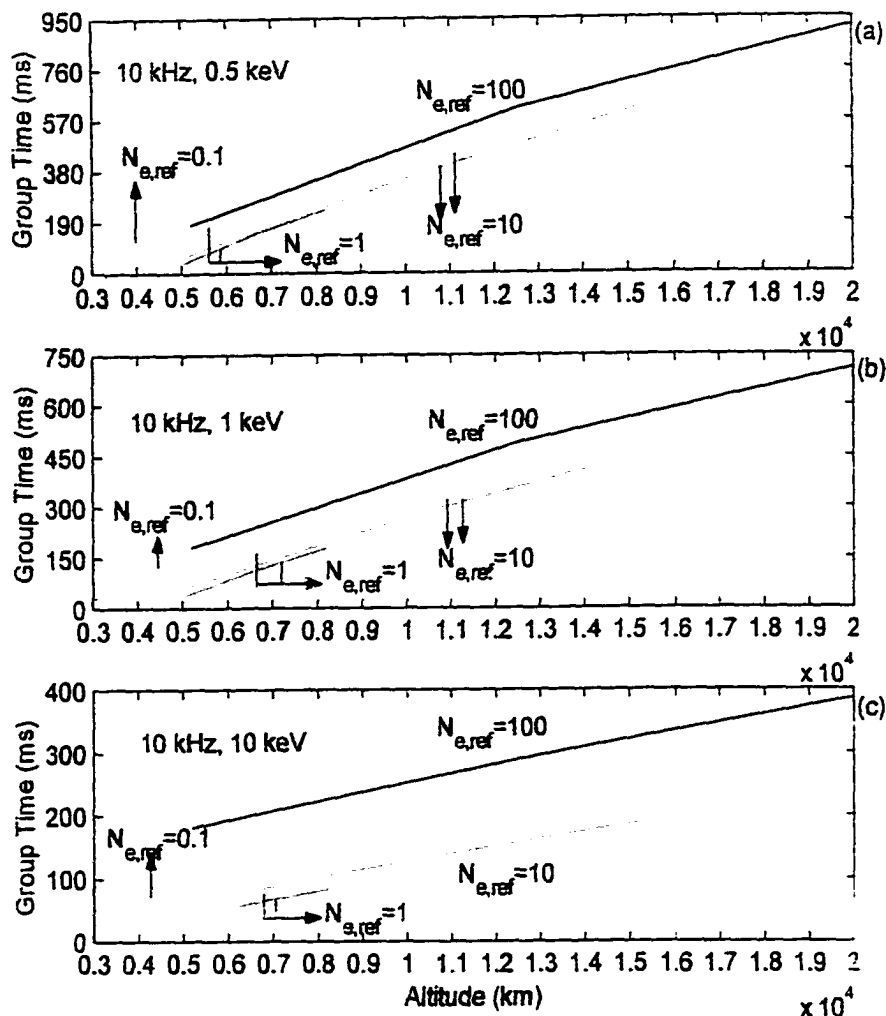 (a)
10 kHz, 0.5 keV
N_e,ref=100
N_e,ref=0.1
N_e,ref=10
N_e,ref=1
Group Time (ms)
950
760
570
380
190
0
0.3 0.4 0.5 0.6 0.7 0.8 0.9 1 1.1 1.2 1.3 1.4 1.5 1.6 1.7 1.8 1.9 2
x 10^4
(b)
10 kHz, 1 keV
N_e,ref=100
N_e,ref=0.1
N_e,ref=10
N_e,ref=1
Group Time (ms)
750
600
450
300
150
0
0.3 0.4 0.5 0.6 0.7 0.8 0.9 1 1.1 1.2 1.3 1.4 1.5 1.6 1.7 1.8 1.9 2
x 10^4
(c)
10 kHz, 10 keV
N_e,ref=100
N_e,ref=0.1
N_e,ref=10
N_e,ref=1
Group Time (ms)
400
300
200
100
0
0.3 0.4 0.5 0.6 0.7 0.8 0.9 1 1.1 1.2 1.3 1.4 1.5 1.6 1.7 1.8 1.9 2
Altitude (km)
x 10^4